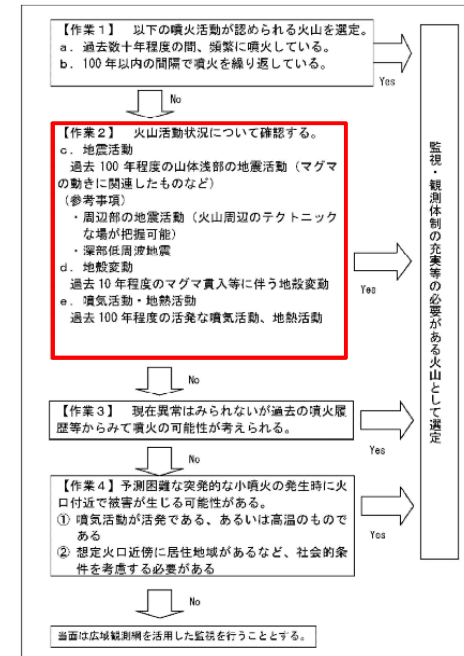 【作業1】 以下の噴火活動が認められる火山を選定。
a．過去数十年程度の間、頻繁に噴火している。
b．100年以内の間隔で噴火を繰り返している。
Yes
No
【作業2】 火山活動状況について確認する。
c．地震活動
過去100年程度の山体浅部の地震活動（マグマ
の動きに関連したものなど）
（参考事項）
・周辺部の地震活動（火山周辺のテクトニック
な場が把握可能）
・深部低周波地震
d．地殻変動
過去10年程度のマグマ貫入等に伴う地殻変動
e．噴気活動・地熱活動
過去100年程度の活発な噴気活動、地熱活動
Yes
No
【作業3】 現在異常はみられないが過去の噴火履
歴等からみて噴火の可能性が考えられる。
Yes
No
【作業4】予測困難な突発的な小噴火の発生時に火
口付近で被害が生じる可能性がある。
① 噴気活動が活発である、あるいは高温のもので
ある
② 想定火口近傍に居住地域があるなど、社会的条
件を考慮する必要がある
Yes
No
当面は広域観測網を活用した監視を行うこととする。
監視・観測体制の充実等の必要がある火山として選定